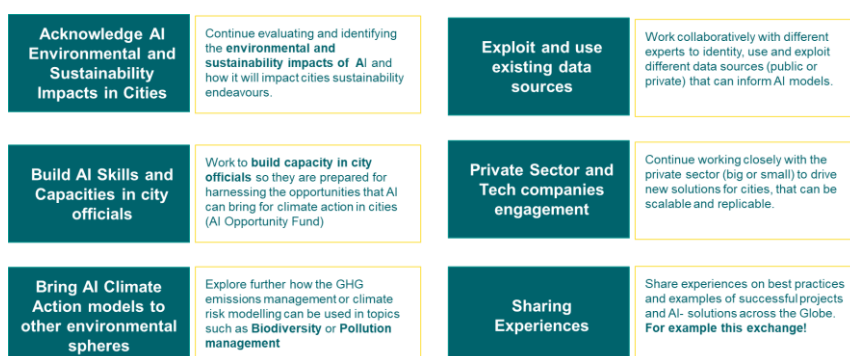 Acknowledge AI
Environmental and
Sustainability
Impacts in Cities
Continue evaluating and identifying
the environmental and
sustainability impacts of AI and
how it will impact cities sustainability
endeavours.
Build AI Skills and
Capacities in city
officials
Work to build capacity in city
officials so they are prepared for
harnessing the opportunities that AI
can bring for climate action in cities
(AI Opportunity Fund)
Bring AI Climate
Action models to
other environmental
spheres
Explore further how the GHG
emissions management or climate
risk modelling can be used in topics
such as Biodiversity or Pollution
management
Exploit and use
existing data
sources
Work collaboratively with different
experts to identity, use and exploit
different data sources (public or
private) that can inform AI models.
Private Sector and
Tech companies
engagement
Continue working closely with the
private sector (big or small) to drive
new solutions for cities, that can be
scalable and replicable.
Sharing
Experiences
Share experiences on best practices
and examples of successful projects
and AI- solutions across the Globe.
For example this exchange!